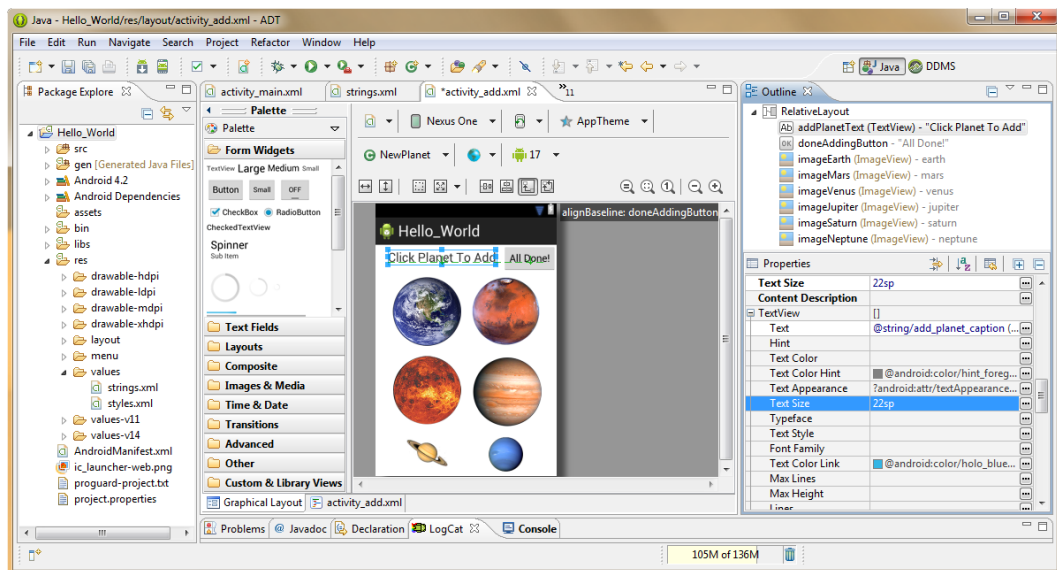 Java - Hello_World/res/layout/activity_add.xml - ADT
File Edit Run Navigate Search Project Refactor Window Help
Java DDMS
Package Explore
Hello_World
src
gen [Generated Java Files]
Android 4.2
Android Dependencies
assets
bin
libs
res
drawable-hdpi
drawable-ldpi
drawable-mdpi
drawable-xhdpi
layout
menu
values
strings.xml
styles.xml
values-v11
values-v14
AndroidManifest.xml
ic_launcher-web.png
proguard-project.txt
project.properties
activity_main.xml strings.xml *activity_add.xml »11
Palette
Palette
Form Widgets
TextView Large Medium Small
Button Small OFF
CheckBox RadioButton
CheckedTextView
Spinner
Sub Item
Text Fields
Layouts
Composite
Images & Media
Time & Date
Transitions
Advanced
Other
Custom & Library Views
Graphical Layout activity_add.xml
Nexus One AppTheme
NewPlanet 17
alignBaseline: doneAddingButton
Hello_World
Click Planet To Add All Done!
Problems @ Javadoc Declaration LogCat Console
Outline
RelativeLayout
Ab addPlanetText (TextView) - "Click Planet To Add"
OK doneAddingButton - "All Done!"
imageEarth (ImageView) - earth
imageMars (ImageView) - mars
imageVenus (ImageView) - venus
imageJupiter (ImageView) - jupiter
imageSaturn (ImageView) - saturn
imageNeptune (ImageView) - neptune
Properties
Text Size 22sp
Content Description
TextView []
Text @string/add_planet_caption (...
Hint
Text Color
Text Color Hint @android:color/hint_foreg...
Text Appearance ?android:attr/textAppearance...
Text Size 22sp
Typeface
Text Style
Font Family
Text Color Link @android:color/holo_blue...
Max Lines
Max Height
105M of 136M